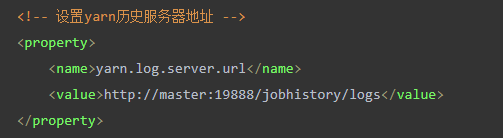 <!-- 设置yarn历史服务器地址 -->
<property>
<name>yarn.log.server.url</name>
<value>http://master:19888/jobhistory/logs</value>
</property>